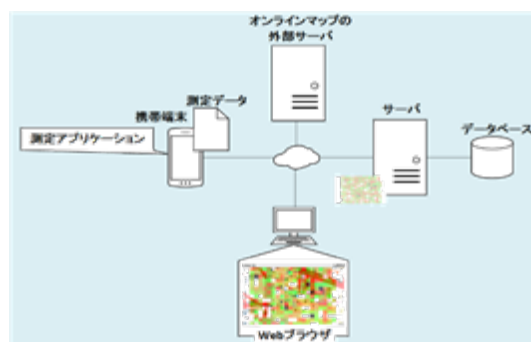 オンラインマップの
外部サーバ
測定データ
携帯端末
測定アプリケーション
サーバ
データベース
Webブラウザ